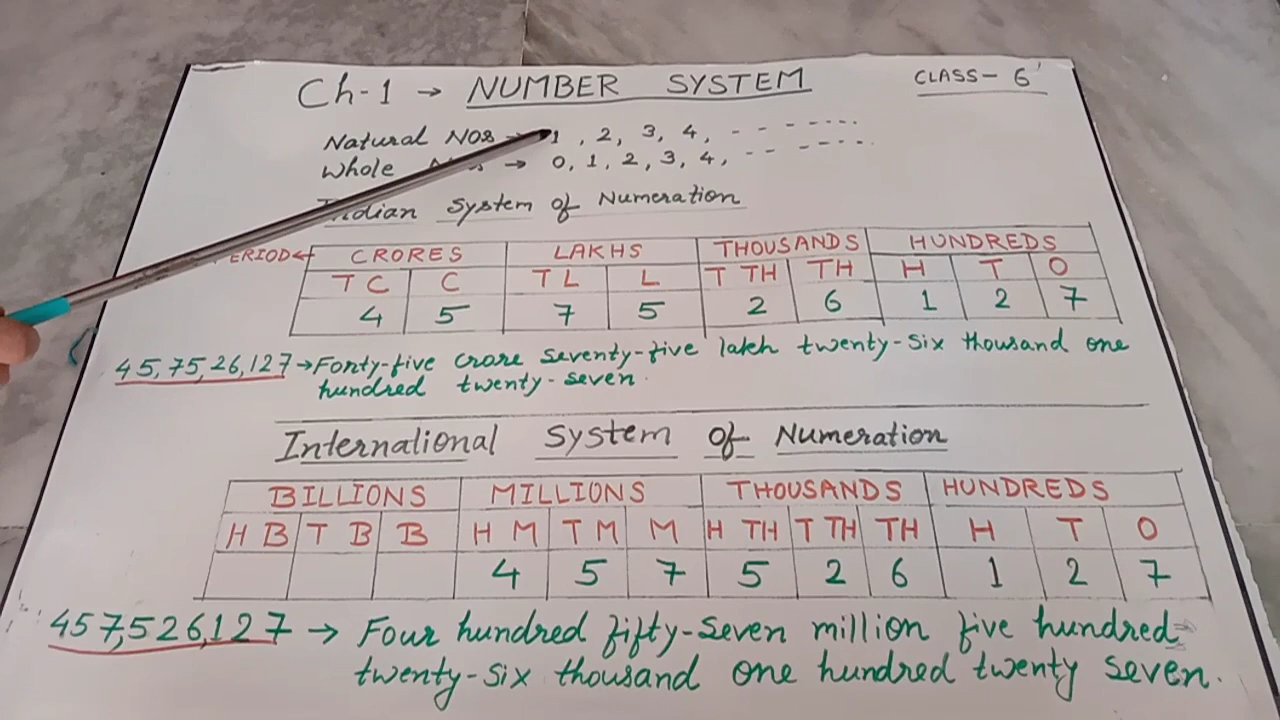 Ch-1 → NUMBER SYSTEM CLASS- 6'
Natural Nos → 1, 2, 3, 4, - - - - - - - -
Whole → 0, 1, 2, 3, 4, - - - - - - - -
Indian System of Numeration
PERIOD← CRORES LAKHS THOUSANDS HUNDREDS
T C C T L L T TH TH H T O
4 5 7 5 2 6 1 2 7
45,75,26,127 → Fonty-five crore seventy-five lakh twenty-six thousand one
hundred twenty-seven.
International System of Numeration
BILLIONS MILLIONS THOUSANDS HUNDREDS
H B T B B H M T M M H TH T TH TH H T O
4 5 7 5 2 6 1 2 7
457,526,127 → Four hundred fifty-seven million five hundred
twenty-six thousand one hundred twenty seven.